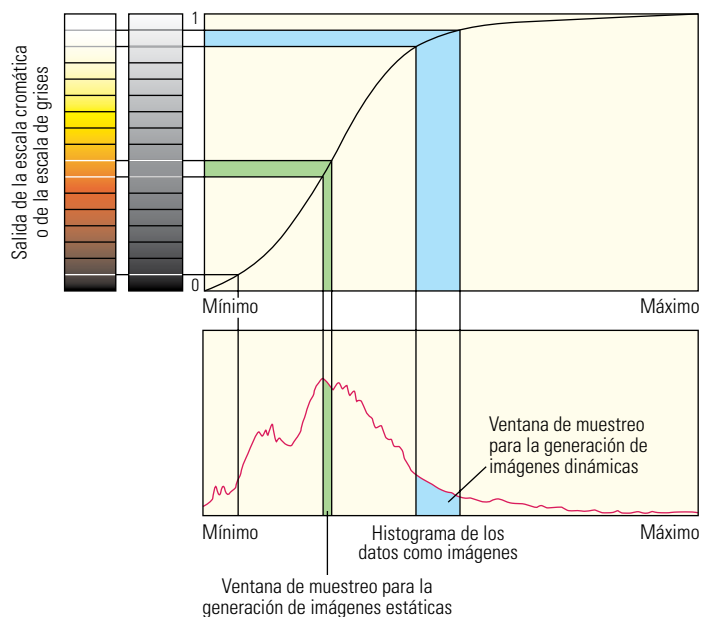 Salida de la escala cromática
o de la escala de grises
1
0
Mínimo
Máximo
Ventana de muestreo
para la generación de
imágenes dinámicas
Mínimo
Histograma de los
datos como imágenes
Máximo
Ventana de muestreo para la
generación de imágenes estáticas